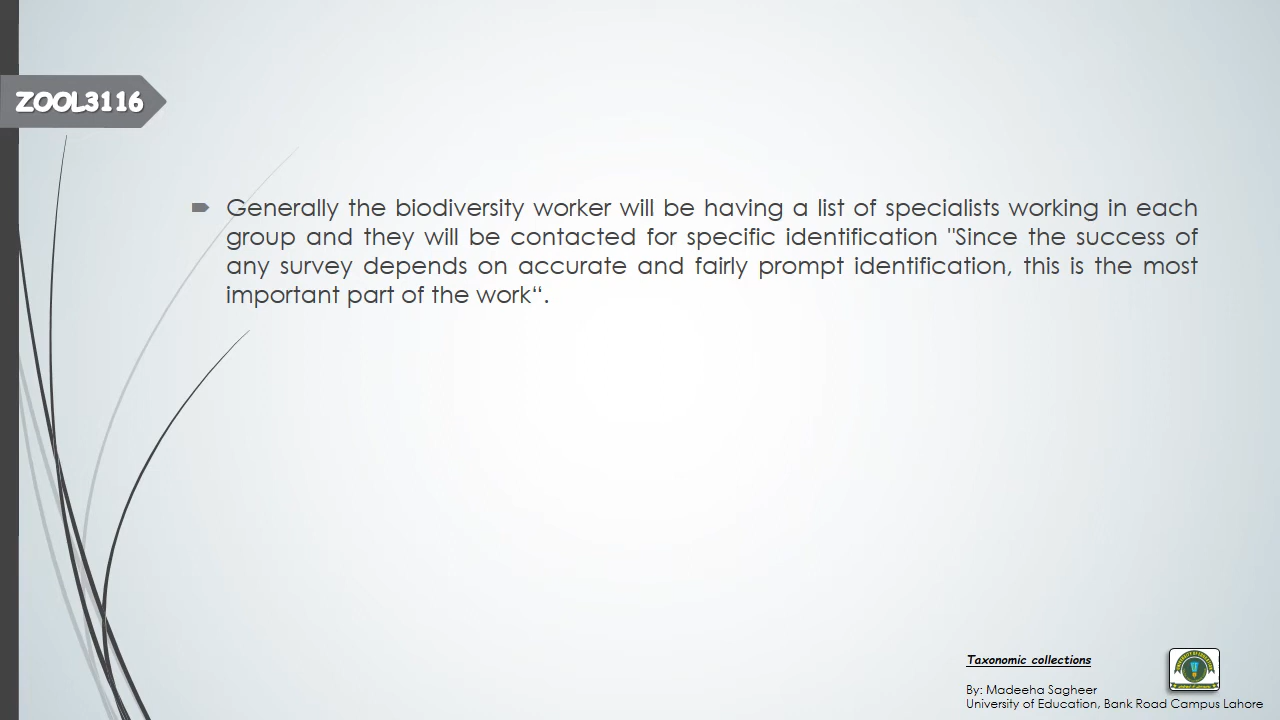 ZOOL3116
Generally the biodiversity worker will be having a list of specialists working in each
group and they will be contacted for specific identification "Since the success of
any survey depends on accurate and fairly prompt identification, this is the most
important part of the work“.
Taxonomic collections
By: Madeeha Sagheer
University of Education, Bank Road Campus Lahore